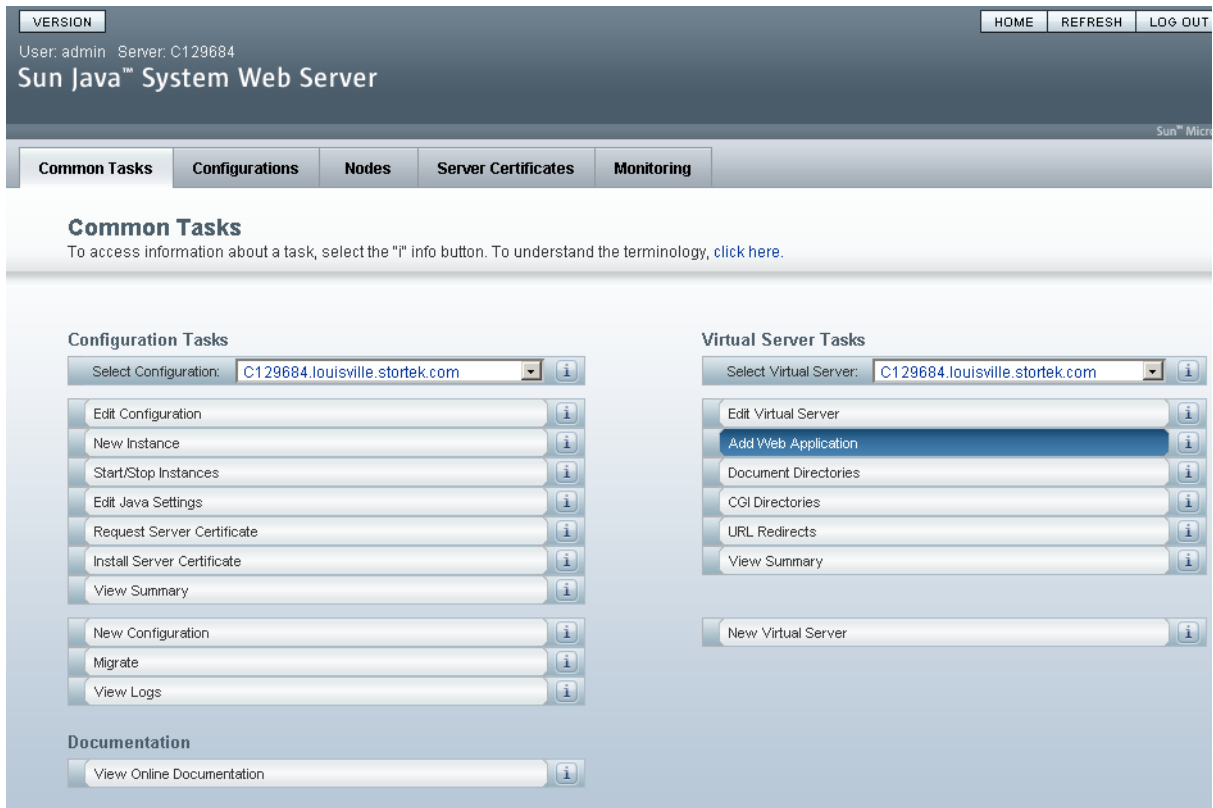 VERSION
HOME REFRESH LOG OUT
User: admin Server: C129684
Sun Java™ System Web Server
Sun™ Micro
Common Tasks Configurations Nodes Server Certificates Monitoring
Common Tasks
To access information about a task, select the "i" info button. To understand the terminology, click here.
Configuration Tasks
Select Configuration: C129684.louisville.stortek.com i
Edit Configuration i
New Instance i
Start/Stop Instances i
Edit Java Settings i
Request Server Certificate i
Install Server Certificate i
View Summary i
New Configuration i
Migrate i
View Logs i
Documentation
View Online Documentation i
Virtual Server Tasks
Select Virtual Server: C129684.louisville.stortek.com i
Edit Virtual Server i
Add Web Application i
Document Directories i
CGI Directories i
URL Redirects i
View Summary i
New Virtual Server i